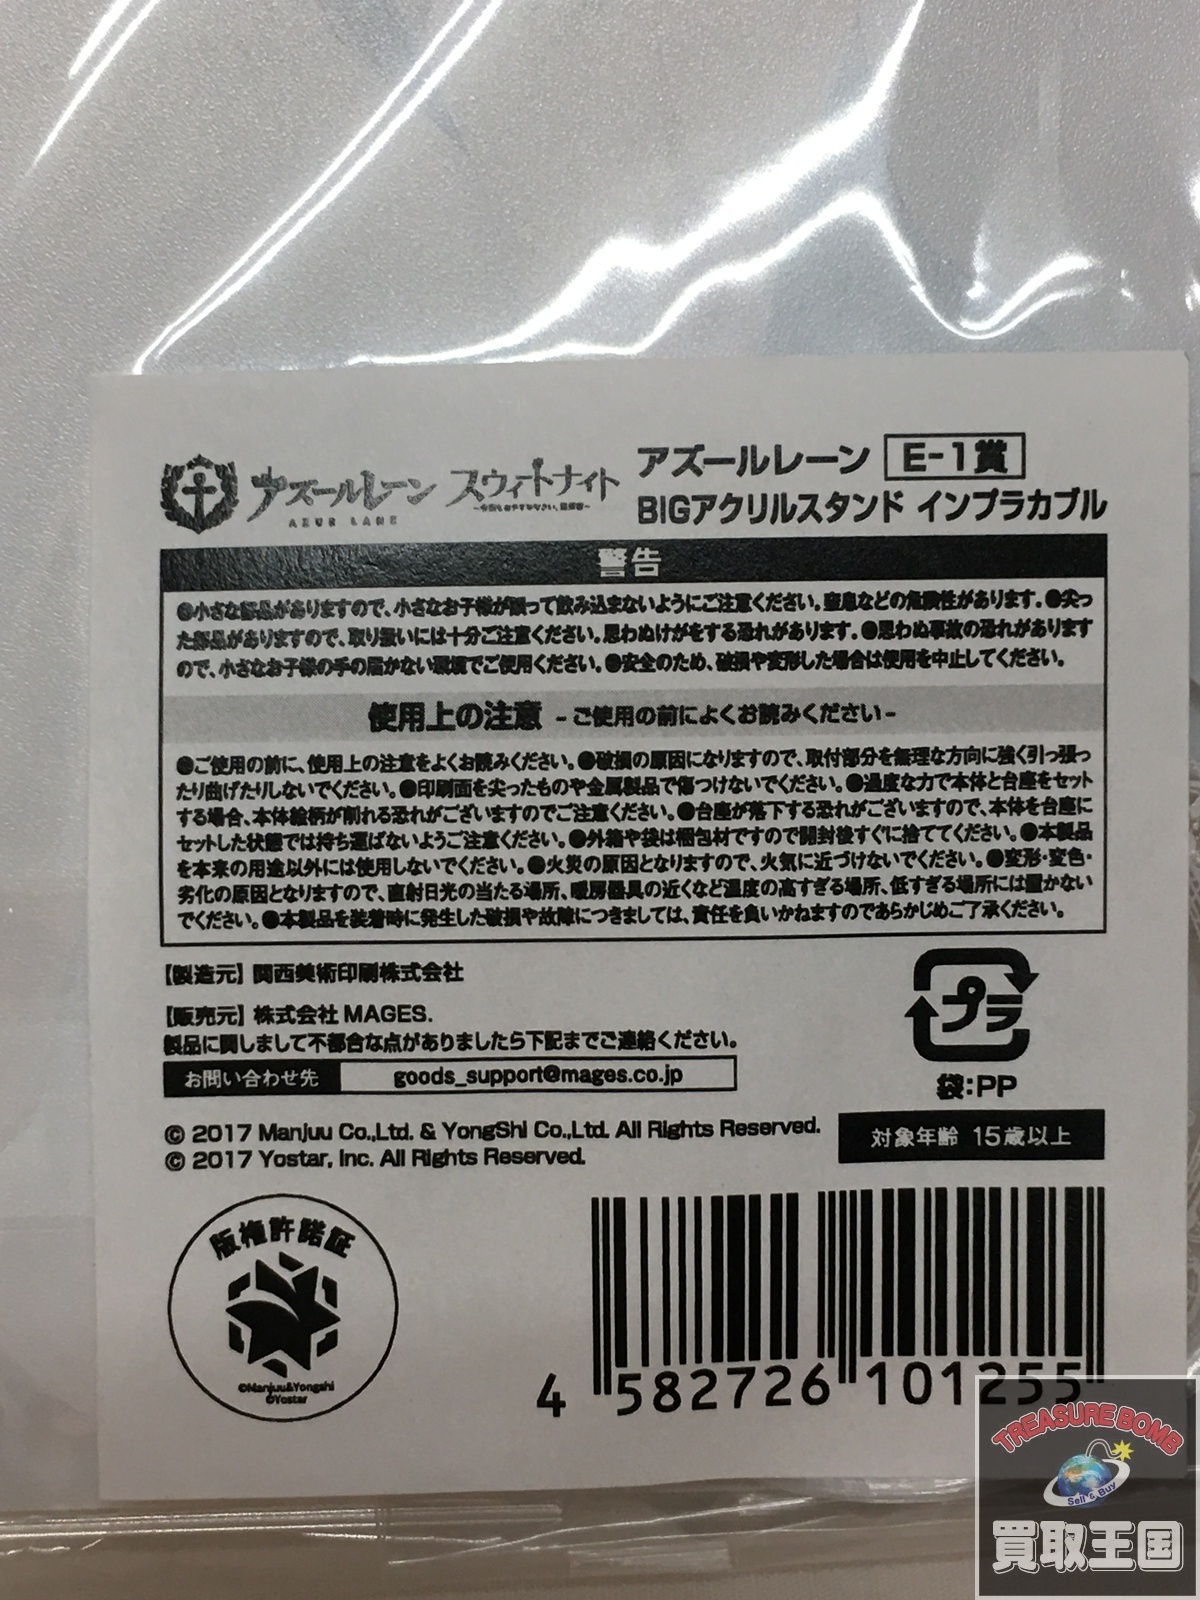 アズールレーン スウィートナイト
AZUR LANE
アズールレーン E-1賞
BIGアクリルスタンド インプラカブル
警告
●小さな部品がありますので、小さなお子様が誤って飲み込まないようにご注意ください。窒息などの危険性があります。●尖っ
た部品がありますので、取り扱いには十分ご注意ください。思わぬけがをする恐れがあります。●思わぬ事故の恐れがあります
ので、小さなお子様の手の届かない環境でご使用ください。●安全のため、破損や変形した場合は使用を中止してください。
使用上の注意 -ご使用の前によくお読みください-
●ご使用の前に、使用上の注意をよくお読みください。●破損の原因になりますので、取付部分を無理な方向に強く引っ張っ
たり曲げたりしないでください。●印刷面を尖ったものや金属製品で傷つけないでください。●過度な力で本体と台座をセット
する場合、本体絵柄が削れる恐れがございますのでご注意ください。●台座が落下する恐れがございますので、本体を台座に
セットした状態では持ち運ばないようご注意ください。●外箱や袋は梱包材ですので開封後すぐに捨ててください。●本製品
を本来の用途以外には使用しないでください。●火災の原因となりますので、火気に近づけないでください。●変形・変色・
劣化の原因となりますので、直射日光の当たる場所、暖房器具の近くなど温度の高すぎる場所、低すぎる場所には置かない
でください。●本製品を装着時に発生した破損や故障につきましては、責任を負いかねますのであらかじめご了承ください。
【製造元】関西美術印刷株式会社
【販売元】株式会社MAGES.
製品に関しまして不都合な点がありましたら下記までご連絡ください。
お問い合わせ先 goods_support@mages.co.jp
プラ
袋:PP
© 2017 Manjuu Co.,Ltd. & YongShi Co.,Ltd. All Rights Reserved.
© 2017 Yostar, Inc. All Rights Reserved.
対象年齢 15歳以上
版権許諾証
©Manjuu&Yongshi
©Yostar
4 582726 101255
TREASURE BOMB
Sell & Buy
買取王国